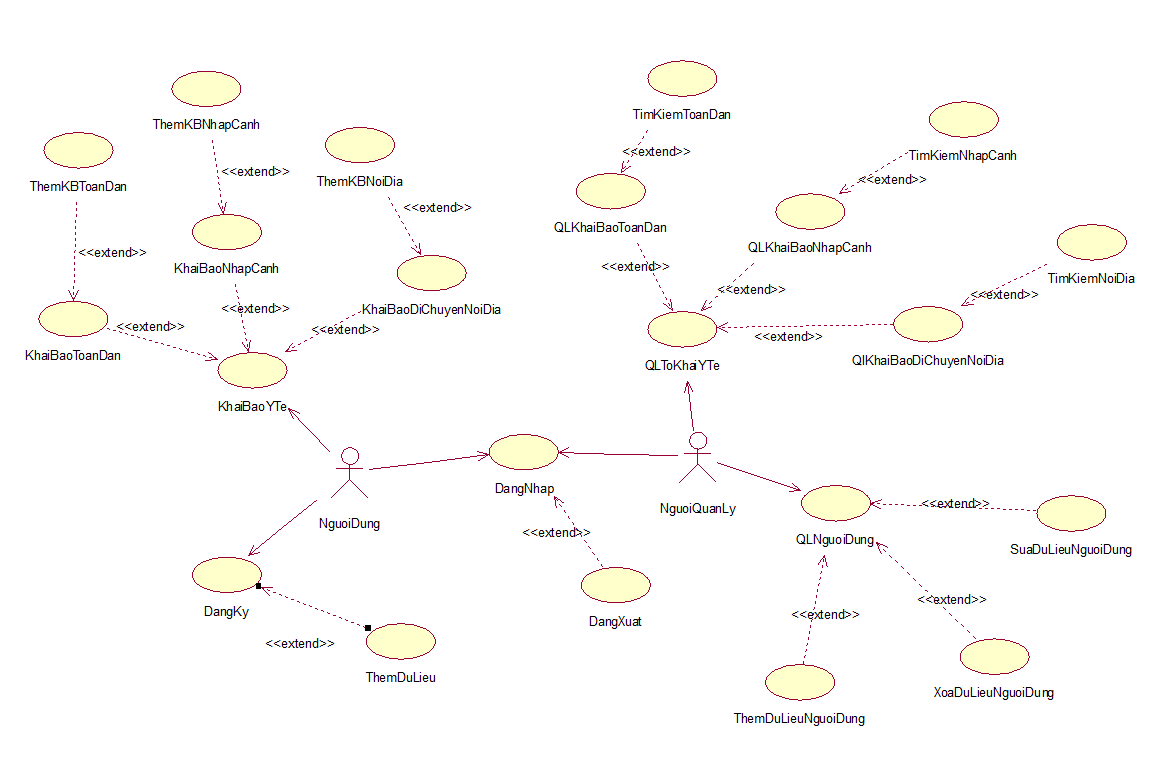 TimKiemToanDan
ThemKBNhapCanh
TimKiemNhapCanh
<<extend>>
<<extend>>
<<extend>>
ThemKBToanDan
ThemKBNoiDia
<<extend>>
QLKhaiBaoToanDan
QLKhaiBaoNhapCanh
<<extend>>
KhaiBaoNhapCanh
<<extend>>
TimKiemNoiDia
<<extend>>
<<extend>>
<<extend>>
KhaiBaoDiChuyenNoiDia
<<extend>>
<<extend>>
<<extend>>
<<extend>>
KhaiBaoToanDan
QLToKhaiYTe
QlKhaiBaoDiChuyenNoiDia
KhaiBaoYTe
DangNhap
NguoiDung
NguoiQuanLy
<<extend>>
<<extend>>
QLNguoiDung
SuaDuLieuNguoiDung
<<extend>>
DangKy
<<extend>>
DangXuat
<<extend>>
ThemDuLieu
XoaDuLieuNguoiDung
ThemDuLieuNguoiDung